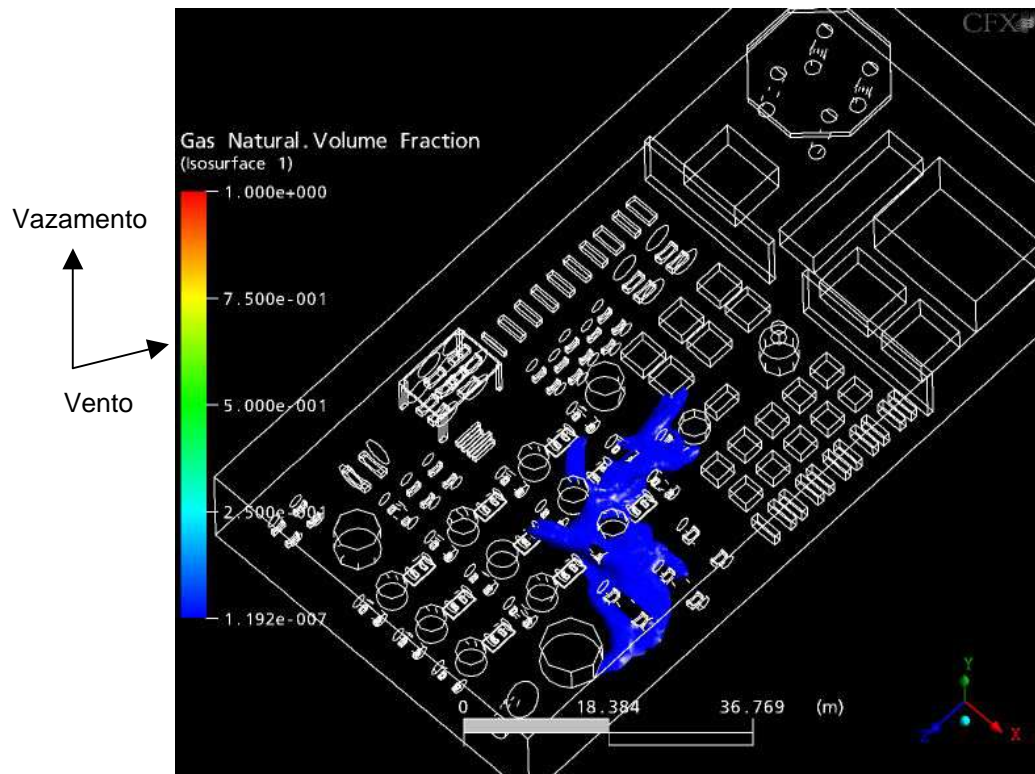 CFX
Gas Natural.Volume Fraction
(Isosurface 1)
1.000e+000
Vazamento
7.500e-001
Vento
5.000e-001
2.500e-001
1.192e-007
0 18.384 36.769 (m)
Y
Z X